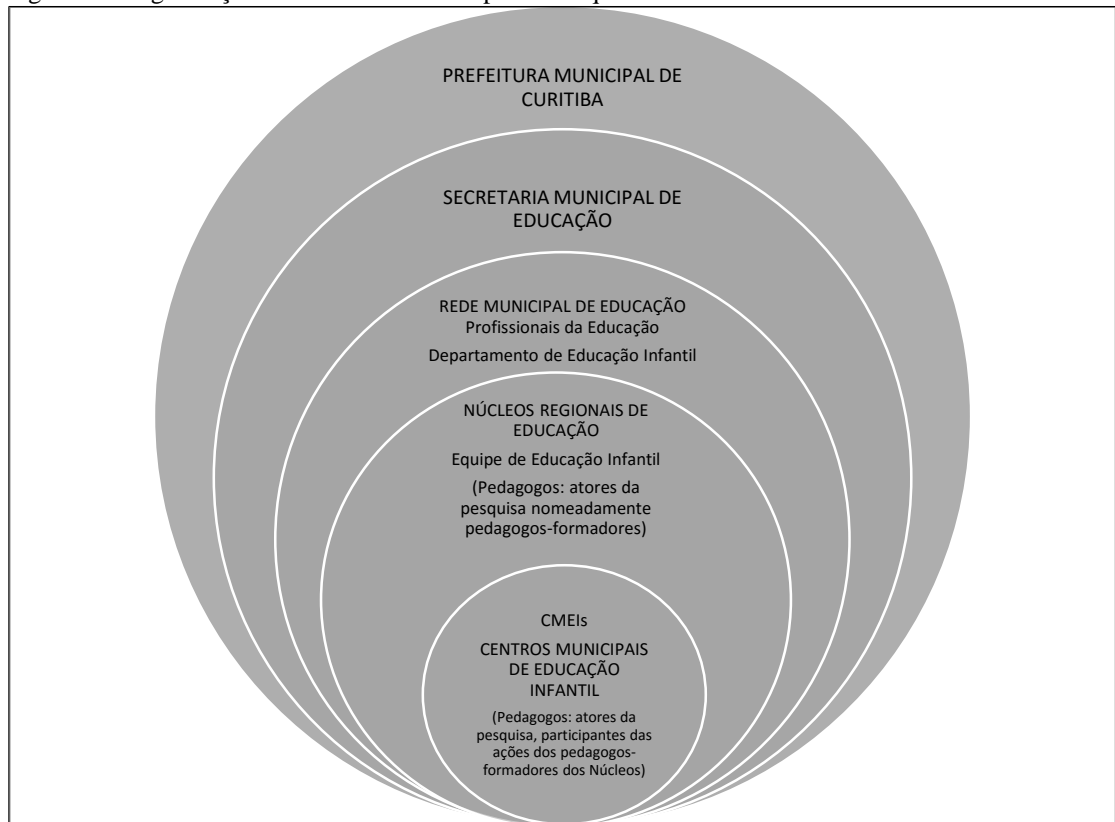 PREFEITURA MUNICIPAL DE
CURITIBA
SECRETARIA MUNICIPAL DE
EDUCAÇÃO
REDE MUNICIPAL DE EDUCAÇÃO
Profissionais da Educação
Departamento de Educação Infantil
NÚCLEOS REGIONAIS DE
EDUCAÇÃO
Equipe de Educação Infantil
(Pedagogos: atores da
pesquisa nomeadamente
pedagogos-formadores)
CMEIs
CENTROS MUNICIPAIS
DE EDUCAÇÃO
INFANTIL
(Pedagogos: atores da
pesquisa, participantes das
ações dos pedagogos-
formadores dos Núcleos)